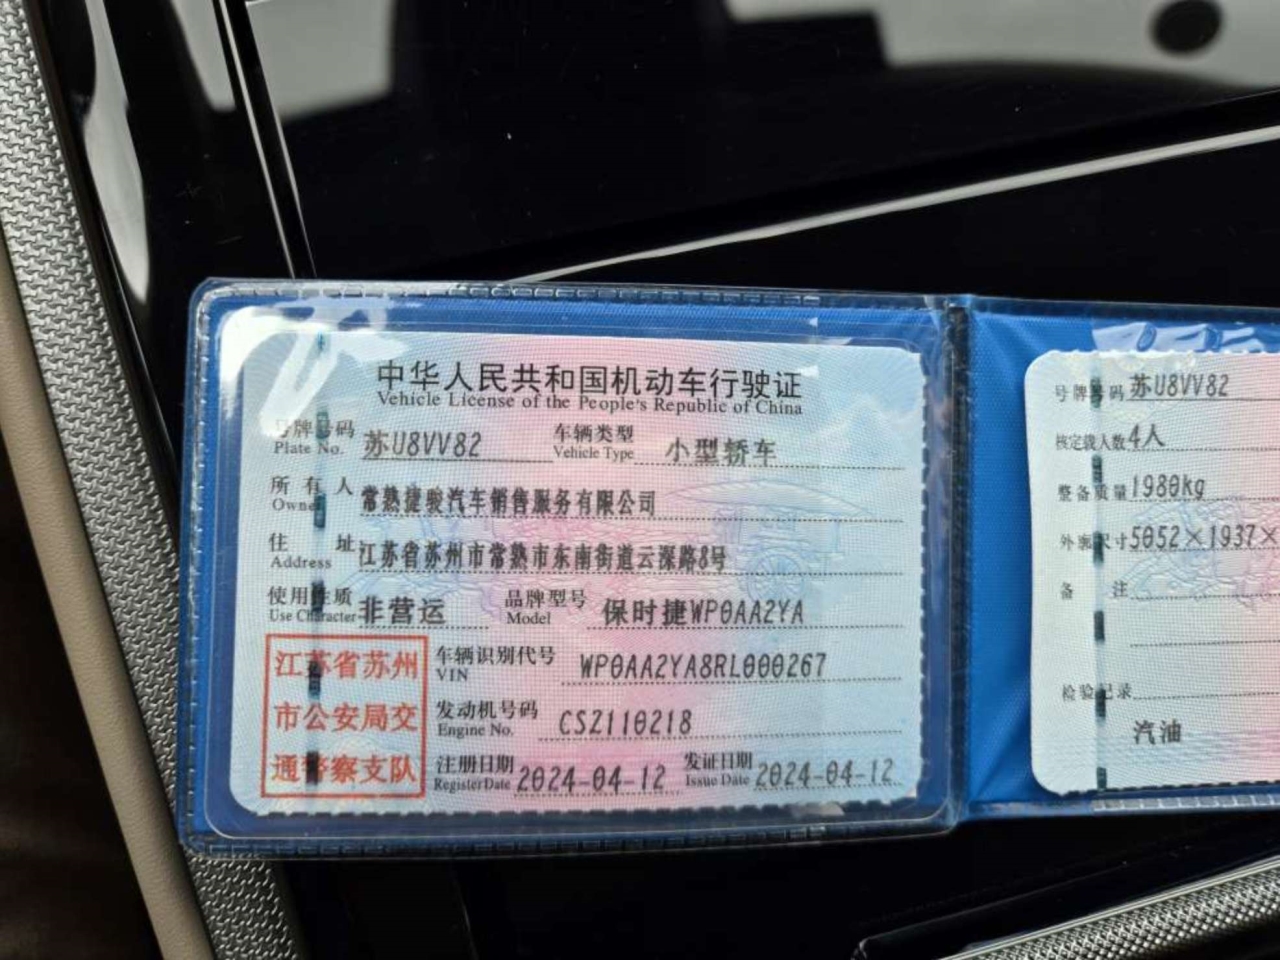 中华人民共和国机动车行驶证
Vehicle License of the People's Republic of China
号牌号码 苏U8VV82 车辆类型 小型轿车
Plate No. Vehicle Type
所有人 常熟捷骏汽车销售服务有限公司
Owner
住址 江苏省苏州市常熟市东南街道云深路8号
Address
使用性质 非营运 品牌型号 保时捷WP0AA2YA
Use Character Model
江苏省苏州
市公安局交
通警察支队
车辆识别代号 WP0AA2YA8RL000267
VIN
发动机号码 CSZ110218
Engine No.
注册日期 2024-04-12 发证日期 2024-04-12
Register Date Issue Date
号牌号码 苏U8VV82
核定载人数 4人
整备质量 1980kg
外廓尺寸 5052×1937×
备注
检验记录
汽油